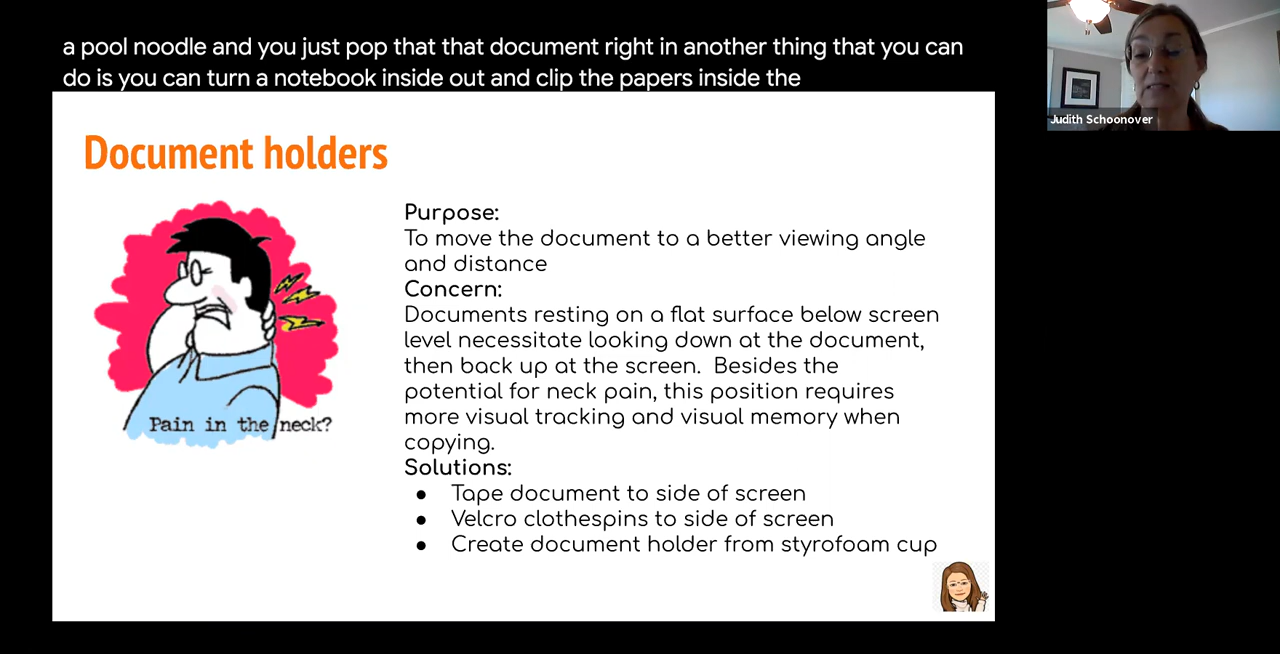 a pool noodle and you just pop that that document right in another thing that you can
do is you can turn a notebook inside out and clip the papers inside the
Judith Schoonover
Document holders
Pain in the neck?
Purpose:
To move the document to a better viewing angle
and distance
Concern:
Documents resting on a flat surface below screen
level necessitate looking down at the document,
then back up at the screen.  Besides the
potential for neck pain, this position requires
more visual tracking and visual memory when
copying.
Solutions:
● Tape document to side of screen
● Velcro clothespins to side of screen
● Create document holder from styrofoam cup